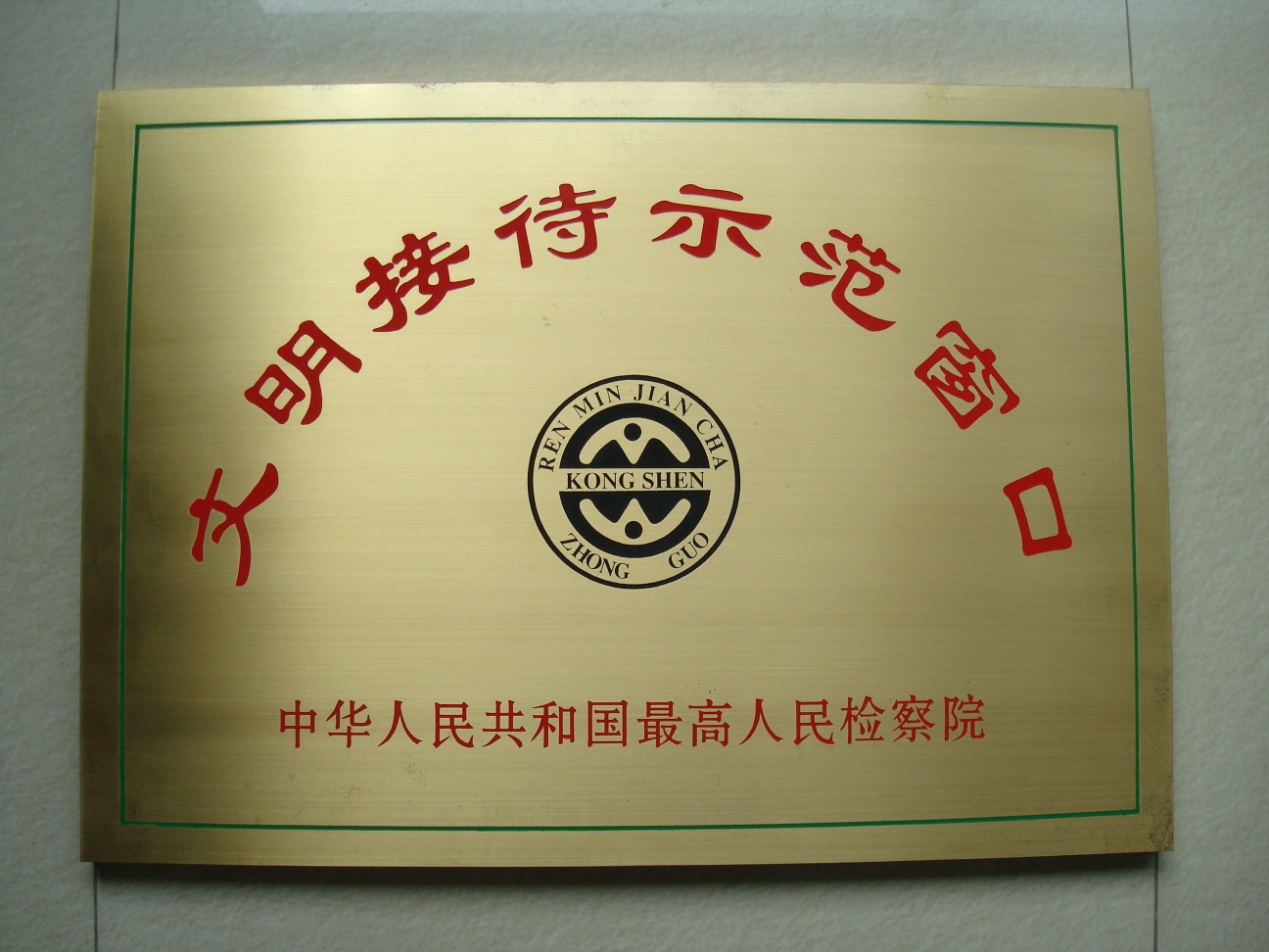 文明接待示范窗口
REN MIN JIAN CHA
KONG SHEN
ZHONG GUO
中华人民共和国最高人民检察院